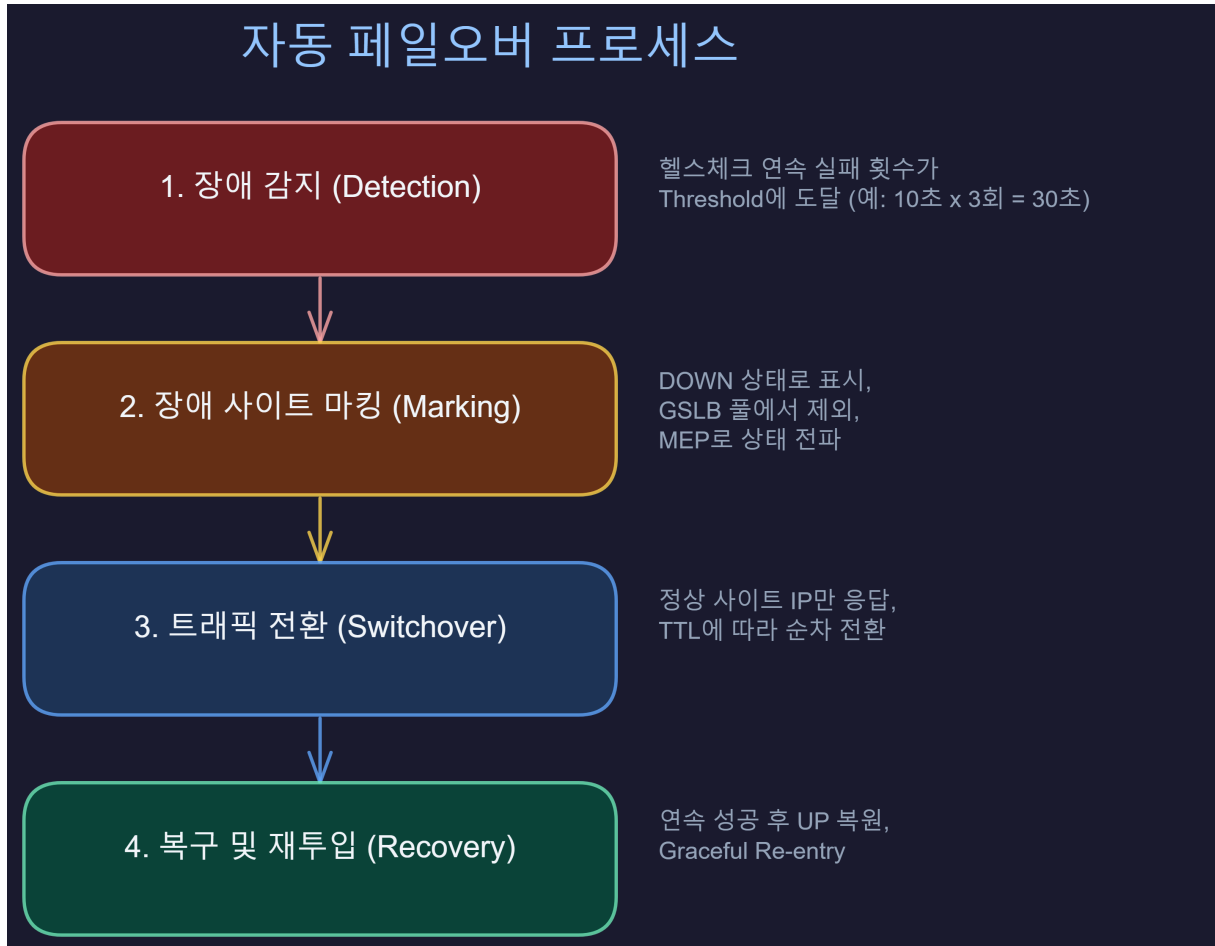 자동 페일오버 프로세스
1. 장애 감지 (Detection)
헬스체크 연속 실패 횟수가
Threshold에 도달 (예: 10초 x 3회 = 30초)
2. 장애 사이트 마킹 (Marking)
DOWN 상태로 표시,
GSLB 풀에서 제외,
MEP로 상태 전파
3. 트래픽 전환 (Switchover)
정상 사이트 IP만 응답,
TTL에 따라 순차 전환
4. 복구 및 재투입 (Recovery)
연속 성공 후 UP 복원,
Graceful Re-entry